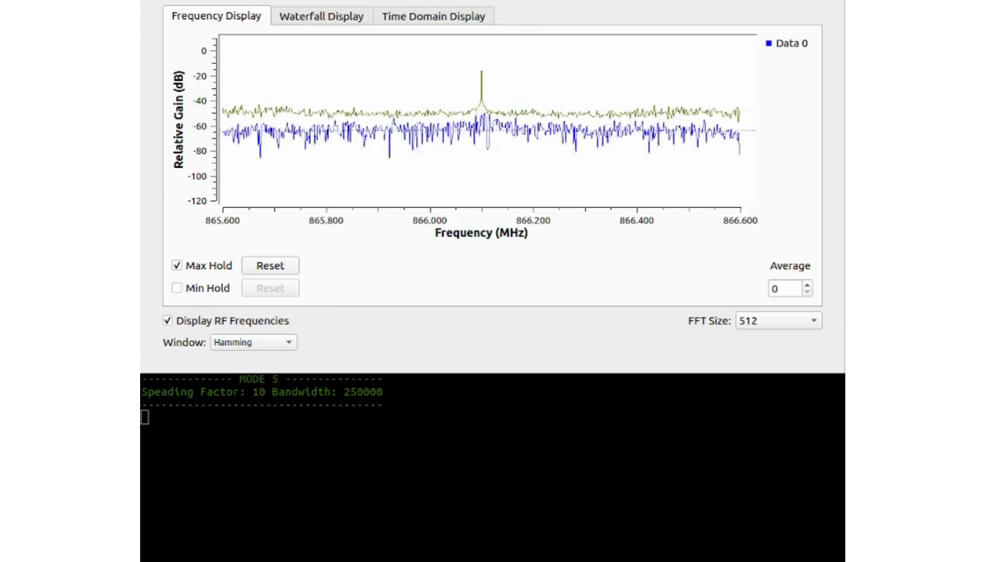 Frequency Display Waterfall Display Time Domain Display
Data 0
Relative Gain (dB)
0
-20
-40
-60
-80
-100
-120
865.600 865.800 866.000 866.200 866.400 866.600
Frequency (MHz)
Max Hold Reset Average
Min Hold Reset 0
Display RF Frequencies FFT Size: 512
Window: Hamming
-------------- MODE 5 ---------------
Speading Factor: 10 Bandwidth: 250000
-------------------------------------